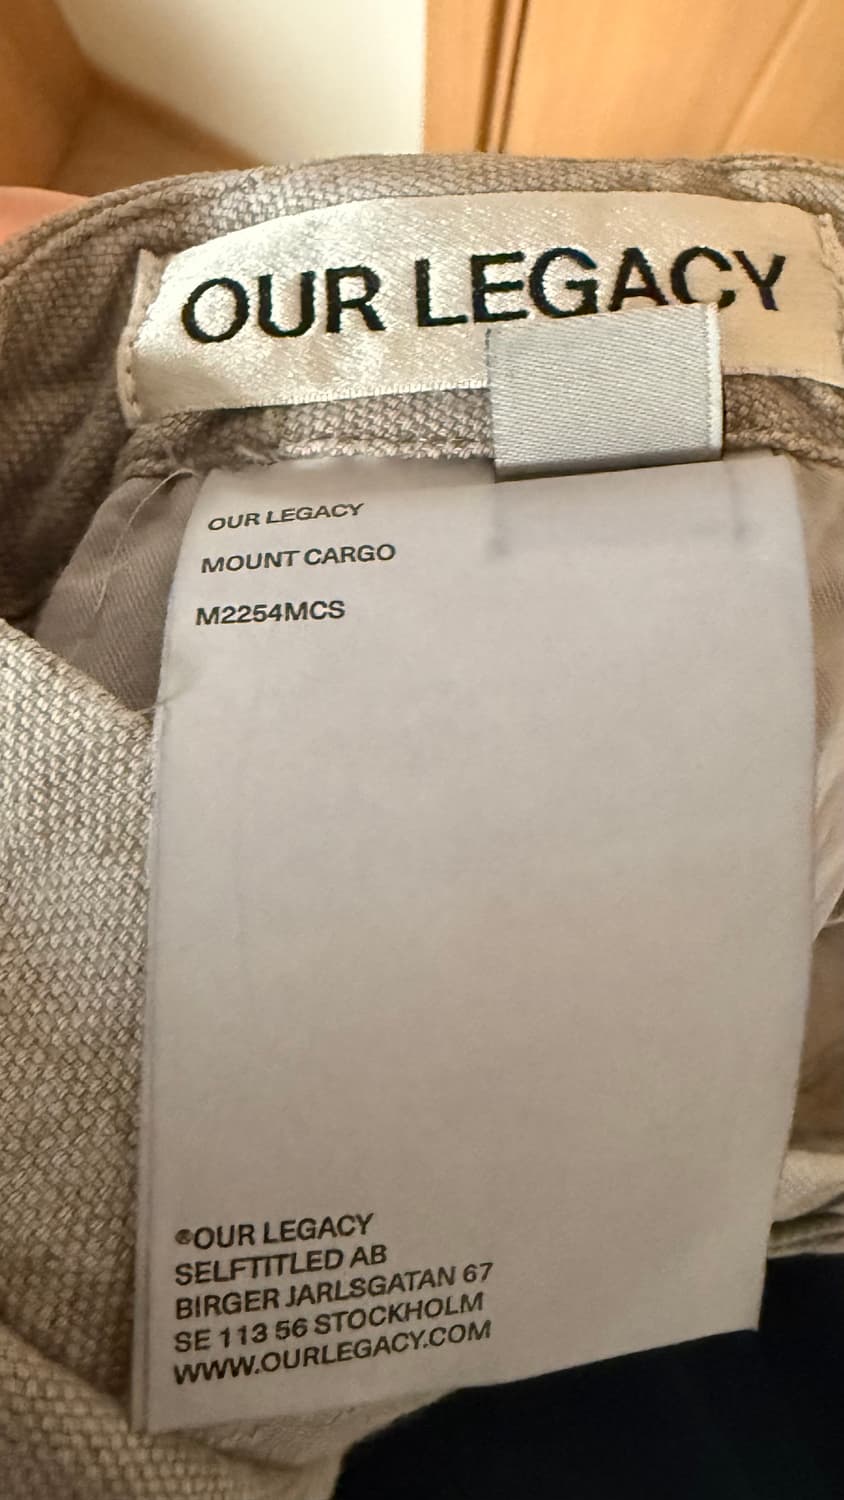 OUR LEGACY
OUR LEGACY
MOUNT CARGO
M2254MCS
®OUR LEGACY
SELFTITLED AB
BIRGER JARLSGATAN 67
SE 113 56 STOCKHOLM
WWW.OURLEGACY.COM